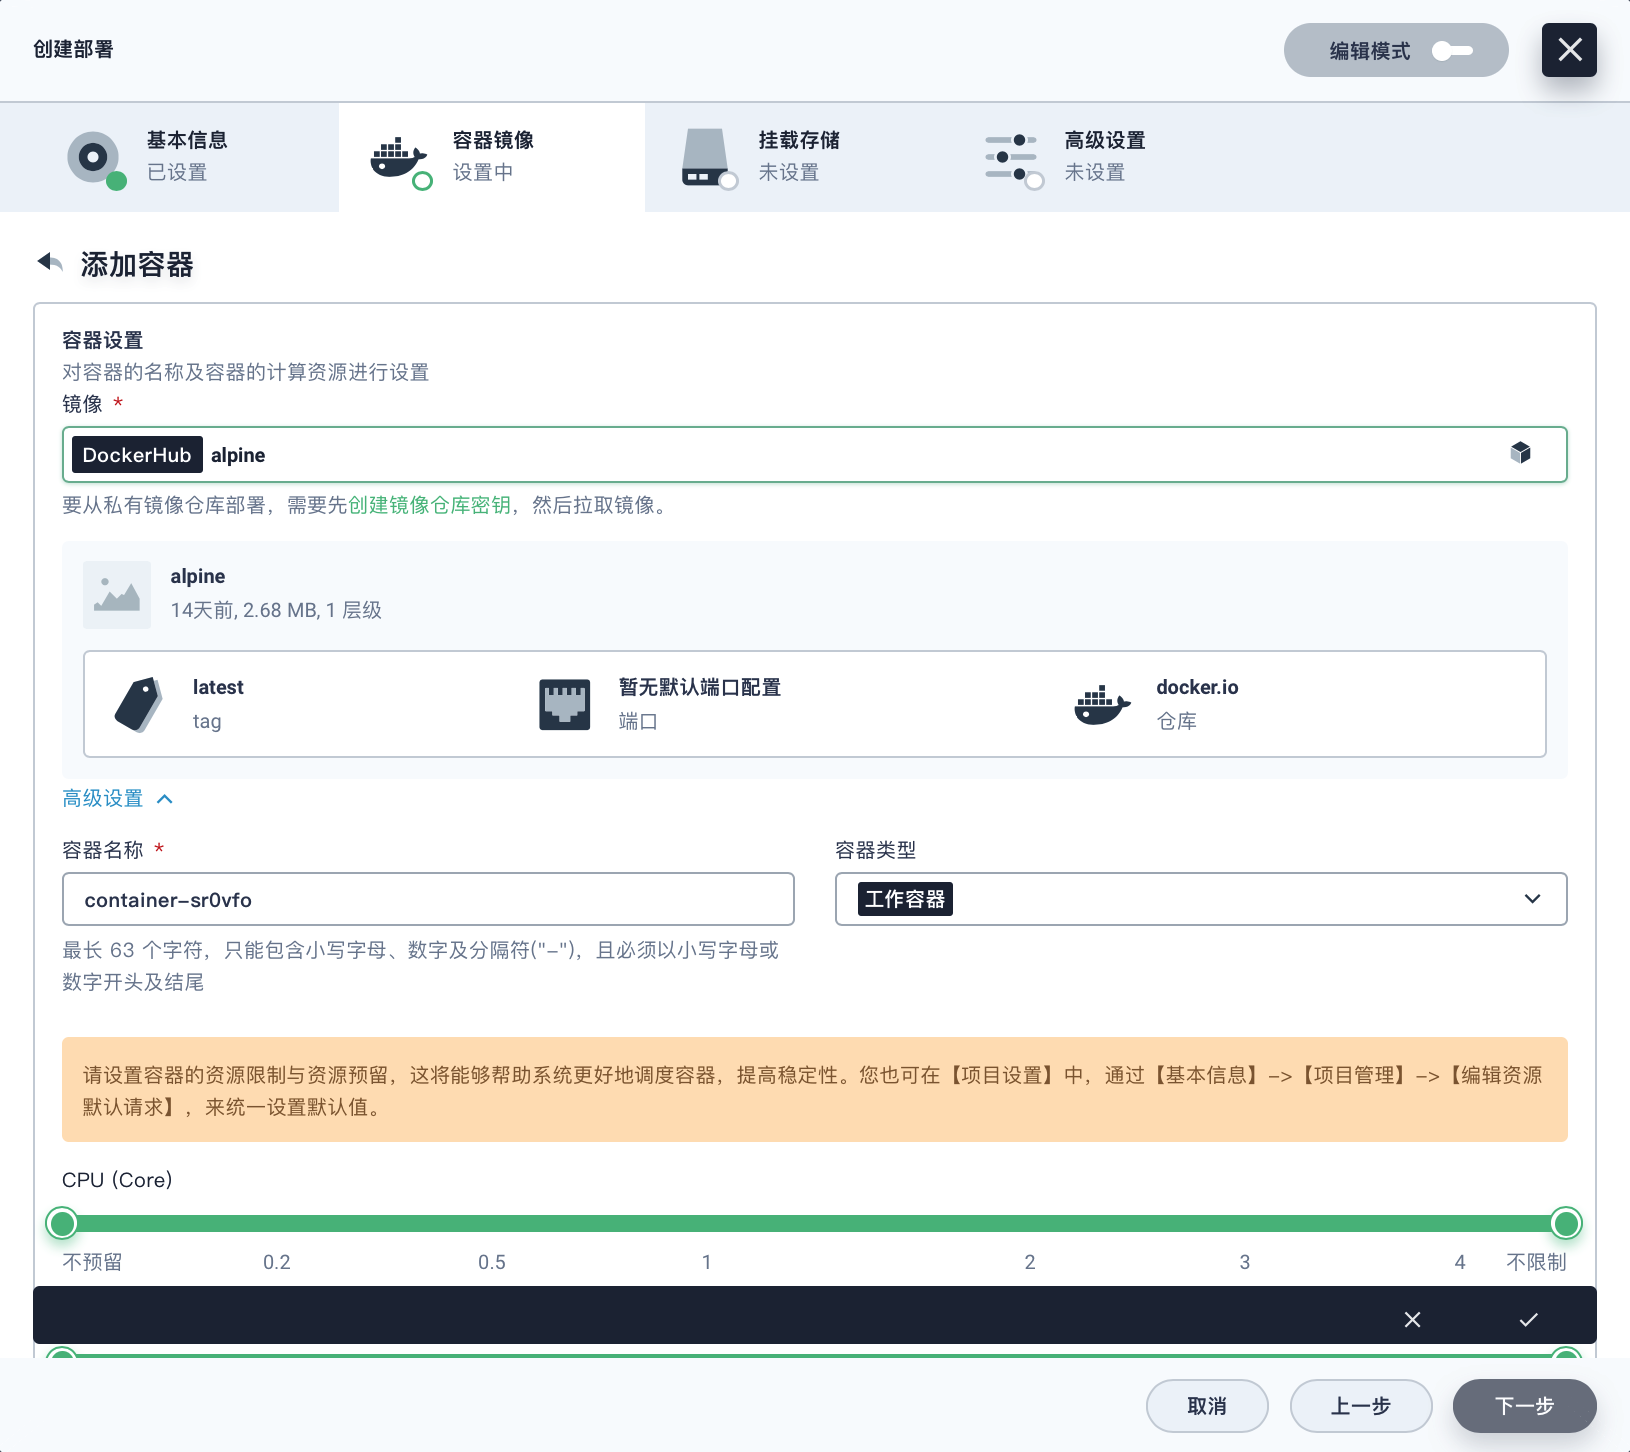 创建部署
编辑模式
基本信息
已设置
容器镜像
设置中
挂载存储
未设置
高级设置
未设置
添加容器
容器设置
对容器的名称及容器的计算资源进行设置
镜像 *
DockerHub alpine
要从私有镜像仓库部署，需要先创建镜像仓库密钥，然后拉取镜像。
alpine
14天前, 2.68 MB, 1 层级
latest
tag
暂无默认端口配置
端口
docker.io
仓库
高级设置
容器名称 *
container-sr0vfo
最长 63 个字符，只能包含小写字母、数字及分隔符("-")，且必须以小写字母或
数字开头及结尾
容器类型
工作容器
请设置容器的资源限制与资源预留，这将能够帮助系统更好地调度容器，提高稳定性。您也可在【项目设置】中，通过【基本信息】->【项目管理】->【编辑资源
默认请求】，来统一设置默认值。
CPU (Core)
不预留 0.2 0.5 1 2 3 4 不限制
取消 上一步 下一步